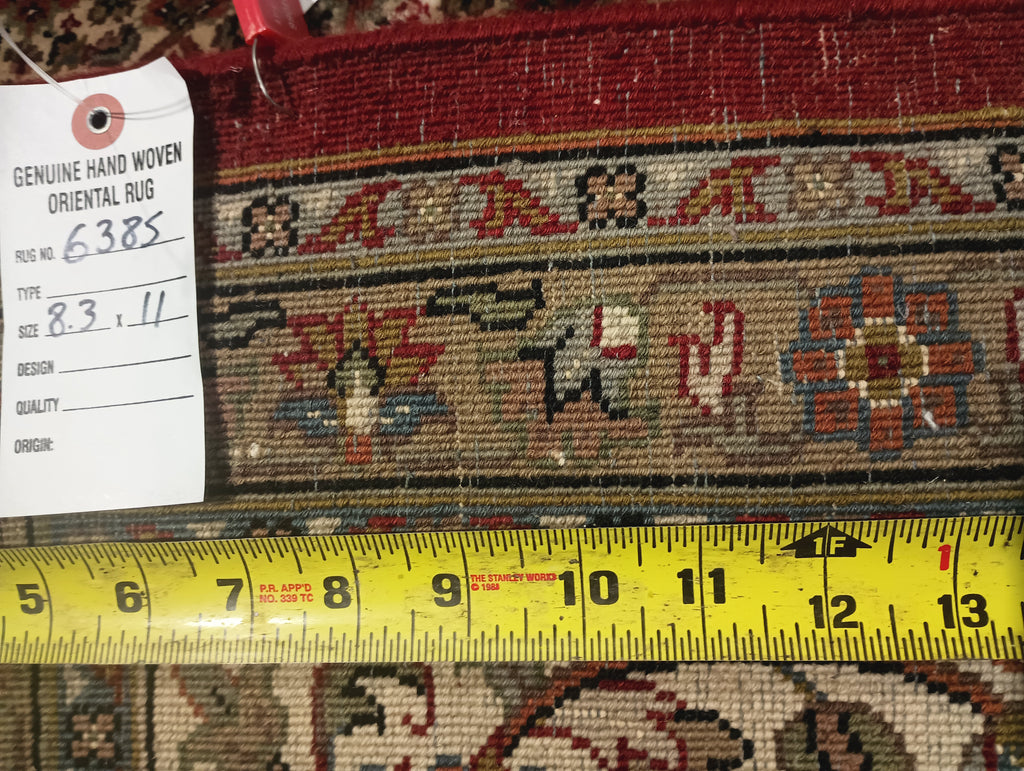 GENUINE HAND WOVEN
ORIENTAL RUG
RUG NO. 6385
TYPE
SIZE 8.3 X 11
DESIGN
QUALITY
ORIGIN:
1F
1
5 6 7 P.R. APP'D 8 9 THE STANLEY WORKS 10 11 12 13
NO. 339 TC © 1988